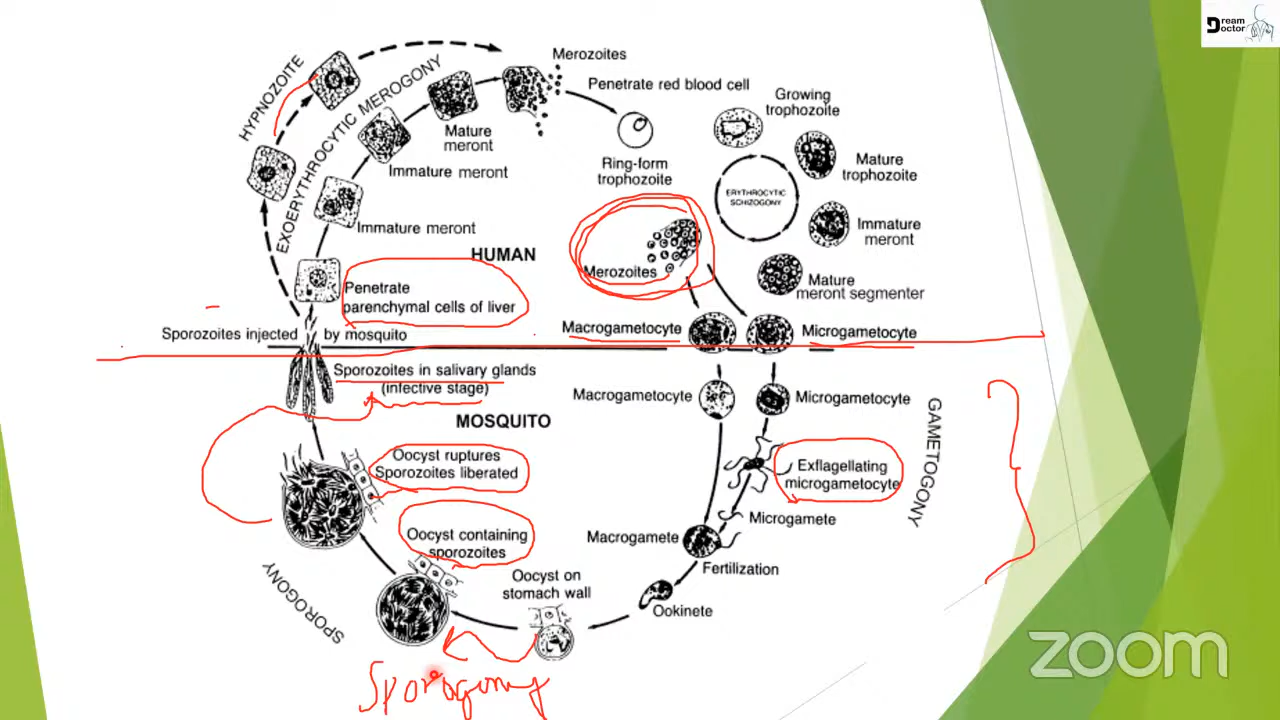 Dream
Doctor
HYPNOZOITE
EXOERYTHROCYTIC MEROGONY
Merozoites
Penetrate red blood cell
Growing
trophozoite
Mature
meront
Immature meront
Ring-form
trophozoite
Mature
trophozoite
ERYTHROCYTIC
SCHIZOGONY
Immature meront
Immature
meront
HUMAN
Merozoites
Mature
meront segmenter
Penetrate
parenchymal cells of liver
Sporozoites injected by mosquito
Macrogametocyte
Microgametocyte
Sporozoites in salivary glands
(infective stage)
Macrogametocyte
Microgametocyte
MOSQUITO
GAMETOGONY
Oocyst ruptures
Sporozoites liberated
Exflagellating
microgametocyte
Microgamete
Oocyst containing
sporozoites
Macrogamete
Fertilization
Oocyst on
stomach wall
Ookinete
SPOROGONY
Sporogony
zoom